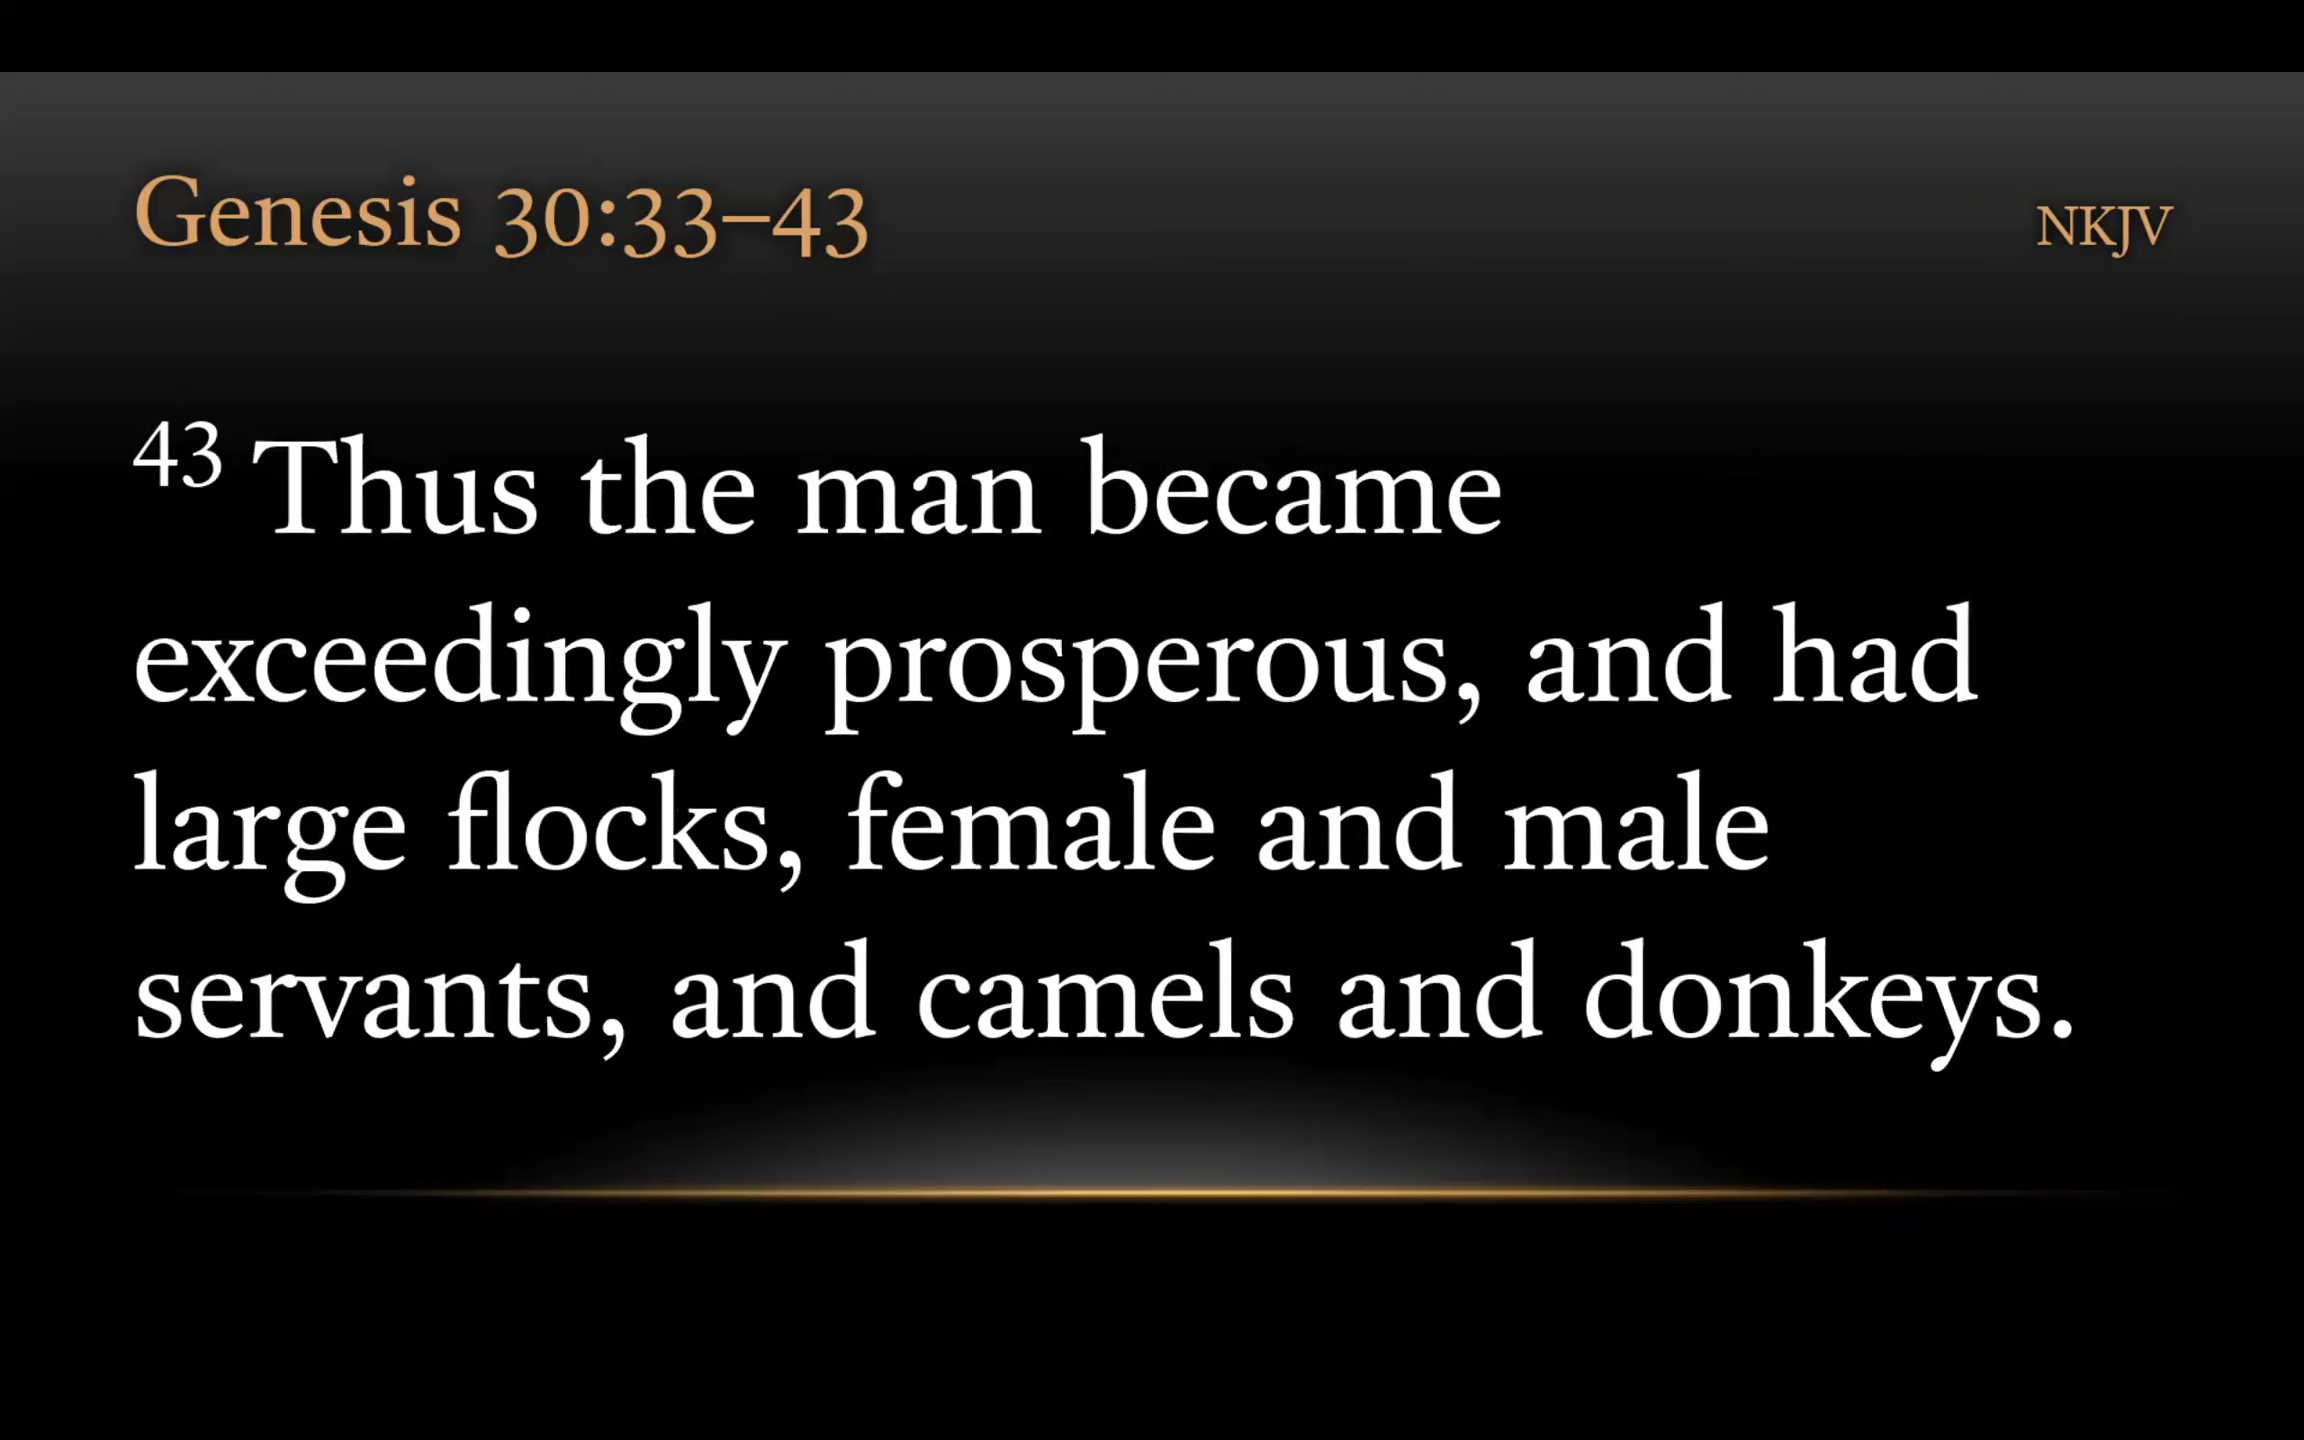 Genesis 30:33–43
NKJV
43 Thus the man became
exceedingly prosperous, and had
large flocks, female and male
servants, and camels and donkeys.